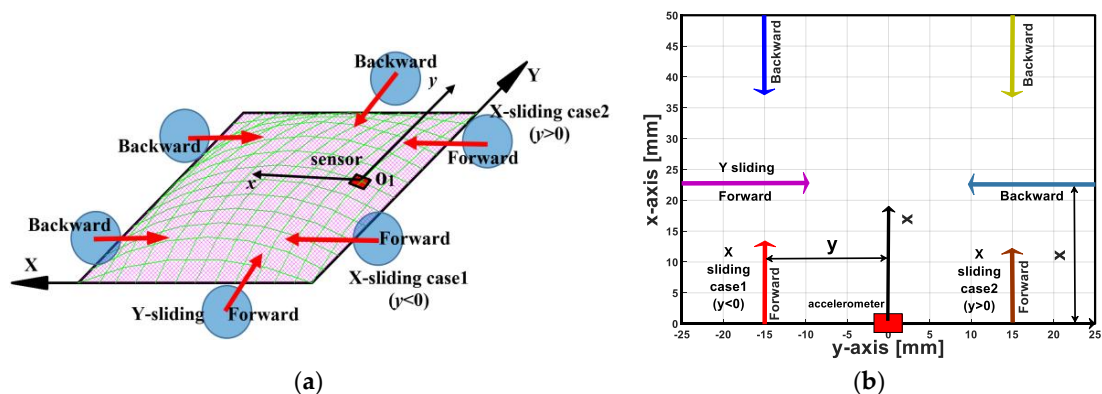 Backward
y
Y
X-sliding case2
(y>0)
Backward
sensor
Forward
x
O1
Backward
Forward
X
X-sliding case1
(y<0)
Y-sliding
Forward
(a)
50
45
40
35
30
25
20
15
10
5
0
x-axis [mm]
Backward
Backward
Y sliding
Forward
Backward
X
X
y
X
sliding
case1
(y<0)
Forward
accelerometer
X
sliding
case2
(y>0)
Forward
-25 -20 -15 -10 -5 0 5 10 15 20 25
y-axis [mm]
(b)